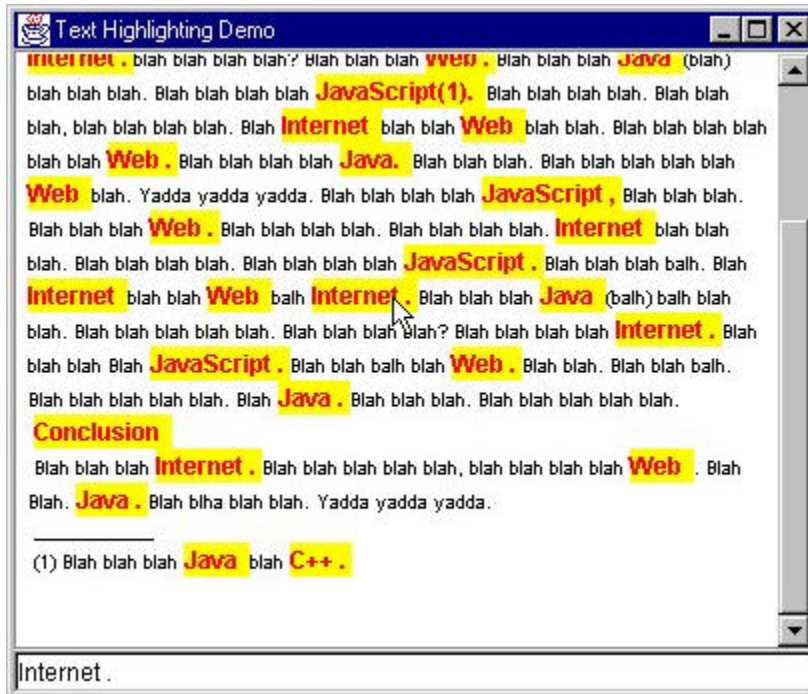 Text Highlighting Demo
Internet . blah blah blah blah? Blah blah blah Web . Blah blah blah Java (blah)
blah blah blah. Blah blah blah blah JavaScript(1). Blah blah blah blah. Blah blah
blah, blah blah blah blah. Blah Internet blah blah Web blah blah. Blah blah blah blah
blah blah Web . Blah blah blah blah Java. Blah blah blah. Blah blah blah blah blah
Web blah. Yadda yadda yadda. Blah blah blah blah JavaScript , Blah blah blah.
Blah blah blah Web . Blah blah blah blah. Blah blah blah blah. Internet blah blah
blah. Blah blah blah blah. Blah blah blah blah JavaScript . Blah blah blah balh. Blah
Internet blah blah Web balh Internet . Blah blah blah Java (balh) balh blah
blah. Blah blah blah blah blah. Blah blah blah blah? Blah blah blah blah Internet . Blah
blah blah Blah JavaScript . Blah blah balh blah Web . Blah blah. Blah blah balh.
Blah blah blah blah blah. Blah Java . Blah blah blah. Blah blah blah blah blah.
Conclusion
Blah blah blah Internet . Blah blah blah blah blah, blah blah blah blah Web . Blah
Blah. Java . Blah blha blah blah. Yadda yadda yadda.
(1) Blah blah blah Java blah C++ .
Internet .